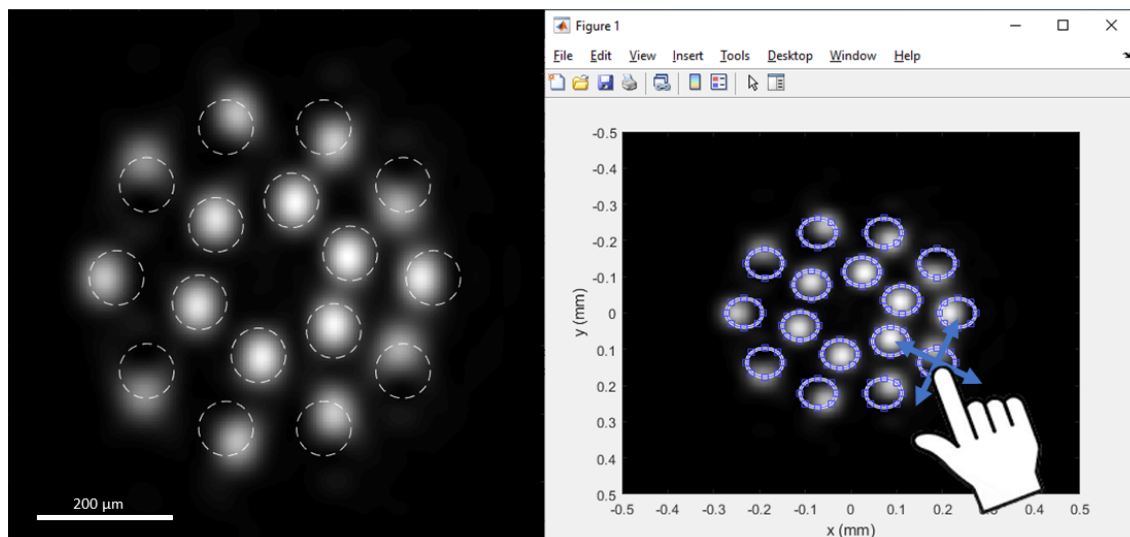 200 μm
Figure 1
File Edit View Insert Tools Desktop Window Help
-0.5
-0.4
-0.3
-0.2
-0.1
0
0.1
0.2
0.3
0.4
0.5
y (mm)
-0.5 -0.4 -0.3 -0.2 -0.1 0 0.1 0.2 0.3 0.4 0.5
x (mm)